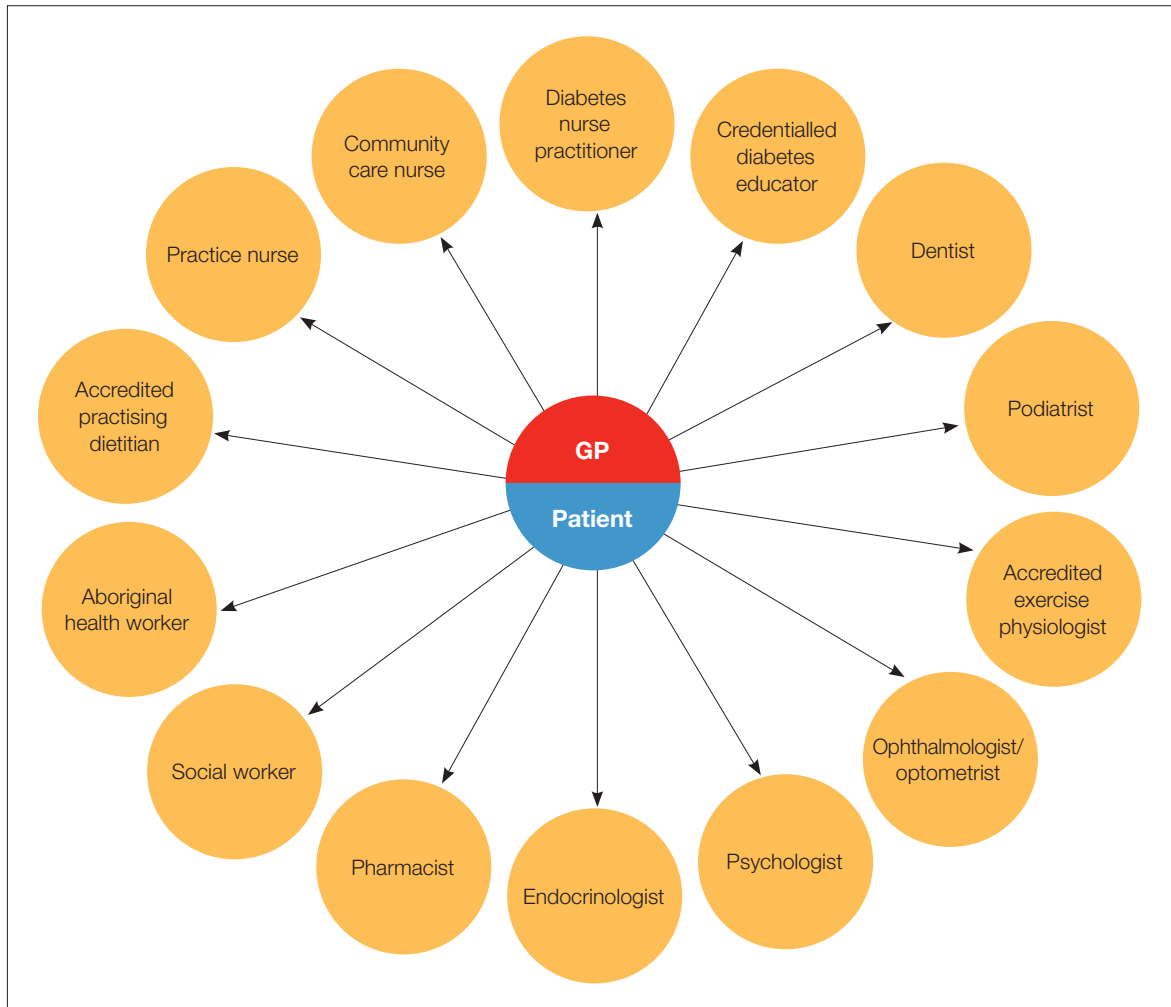 Diabetes
nurse
practitioner
Credentialled
diabetes
educator
Dentist
Podiatrist
Accredited
exercise
physiologist
Ophthalmologist/
optometrist
Psychologist
Endocrinologist
Pharmacist
Social worker
Aboriginal
health worker
Accredited
practising
dietitian
Practice nurse
Community
care nurse
GP
Patient